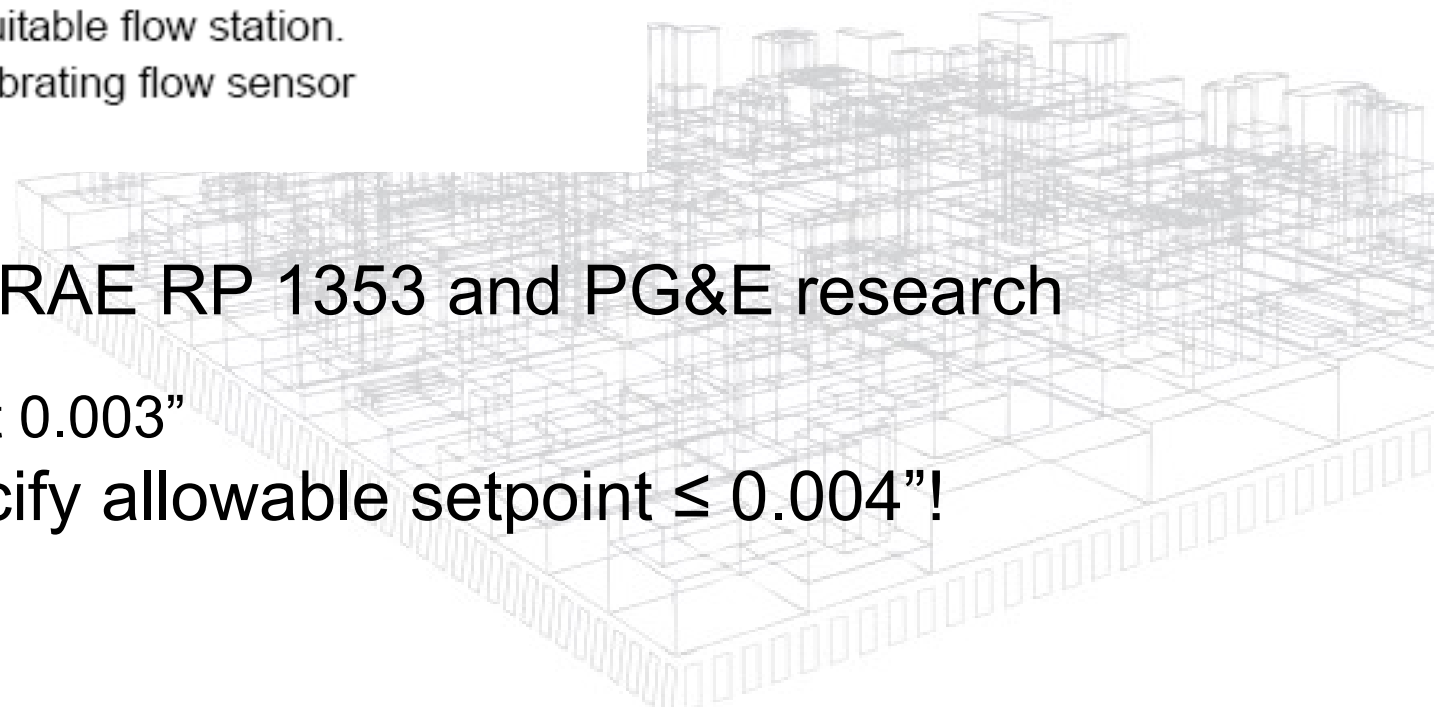 uitable flow station.
brating flow sensor
RAE RP 1353 and PG&E research
t 0.003”
cify allowable setpoint ≤ 0.004”!